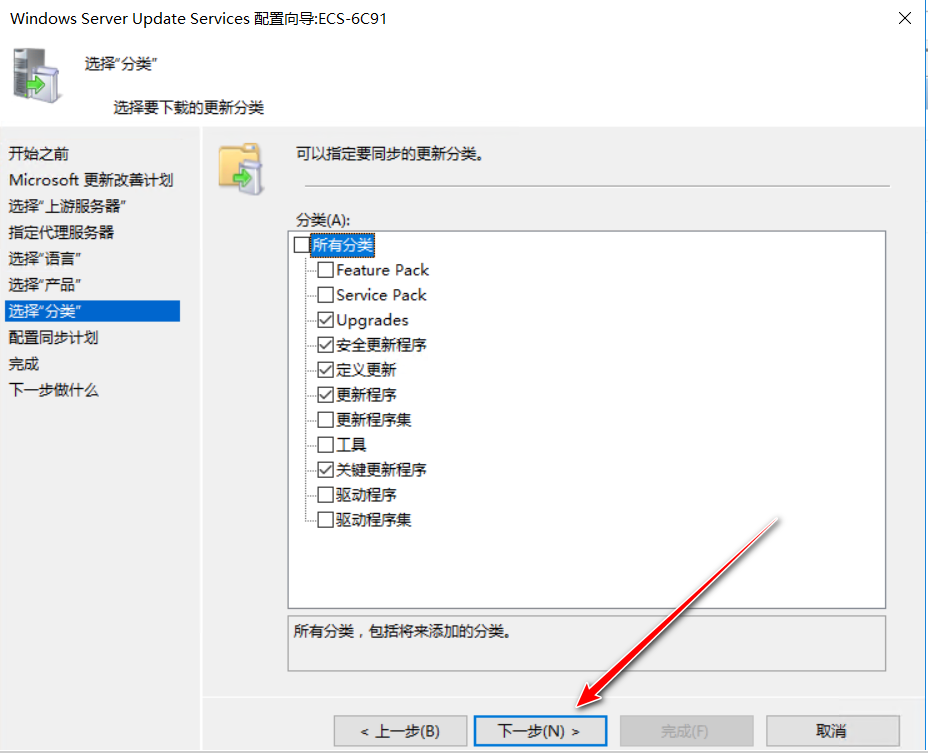 Windows Server Update Services 配置向导:ECS-6C91
选择“分类”
选择要下载的更新分类
开始之前
Microsoft 更新改善计划
选择“上游服务器”
指定代理服务器
选择“语言”
选择“产品”
选择“分类”
配置同步计划
完成
下一步做什么
可以指定要同步的更新分类。
分类(A):
所有分类
Feature Pack
Service Pack
Upgrades
安全更新程序
定义更新
更新程序
更新程序集
工具
关键更新程序
驱动程序
驱动程序集
所有分类，包括将来添加的分类。
< 上一步(B) 下一步(N) > 完成(F) 取消